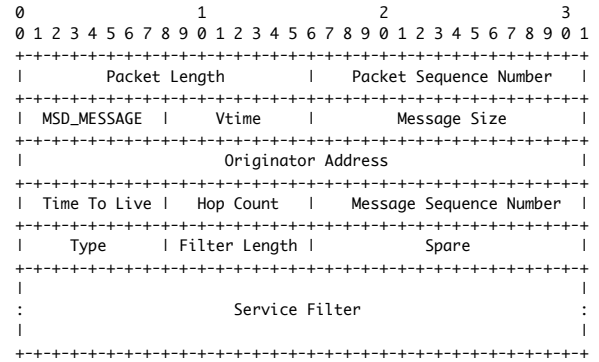 0                   1                   2                   3
0 1 2 3 4 5 6 7 8 9 0 1 2 3 4 5 6 7 8 9 0 1 2 3 4 5 6 7 8 9 0 1
+-+-+-+-+-+-+-+-+-+-+-+-+-+-+-+-+-+-+-+-+-+-+-+-+-+-+-+-+-+-+-+-+
| Packet Length | Packet Sequence Number |
+-+-+-+-+-+-+-+-+-+-+-+-+-+-+-+-+-+-+-+-+-+-+-+-+-+-+-+-+-+-+-+-+
| MSD_MESSAGE | Vtime | Message Size |
+-+-+-+-+-+-+-+-+-+-+-+-+-+-+-+-+-+-+-+-+-+-+-+-+-+-+-+-+-+-+-+-+
| Originator Address |
+-+-+-+-+-+-+-+-+-+-+-+-+-+-+-+-+-+-+-+-+-+-+-+-+-+-+-+-+-+-+-+-+
| Time To Live | Hop Count | Message Sequence Number |
+-+-+-+-+-+-+-+-+-+-+-+-+-+-+-+-+-+-+-+-+-+-+-+-+-+-+-+-+-+-+-+-+
| Type | Filter Length | Spare |
+-+-+-+-+-+-+-+-+-+-+-+-+-+-+-+-+-+-+-+-+-+-+-+-+-+-+-+-+-+-+-+-+
| |
: Service Filter :
| |
+-+-+-+-+-+-+-+-+-+-+-+-+-+-+-+-+-+-+-+-+-+-+-+-+-+-+-+-+-+-+-+-+